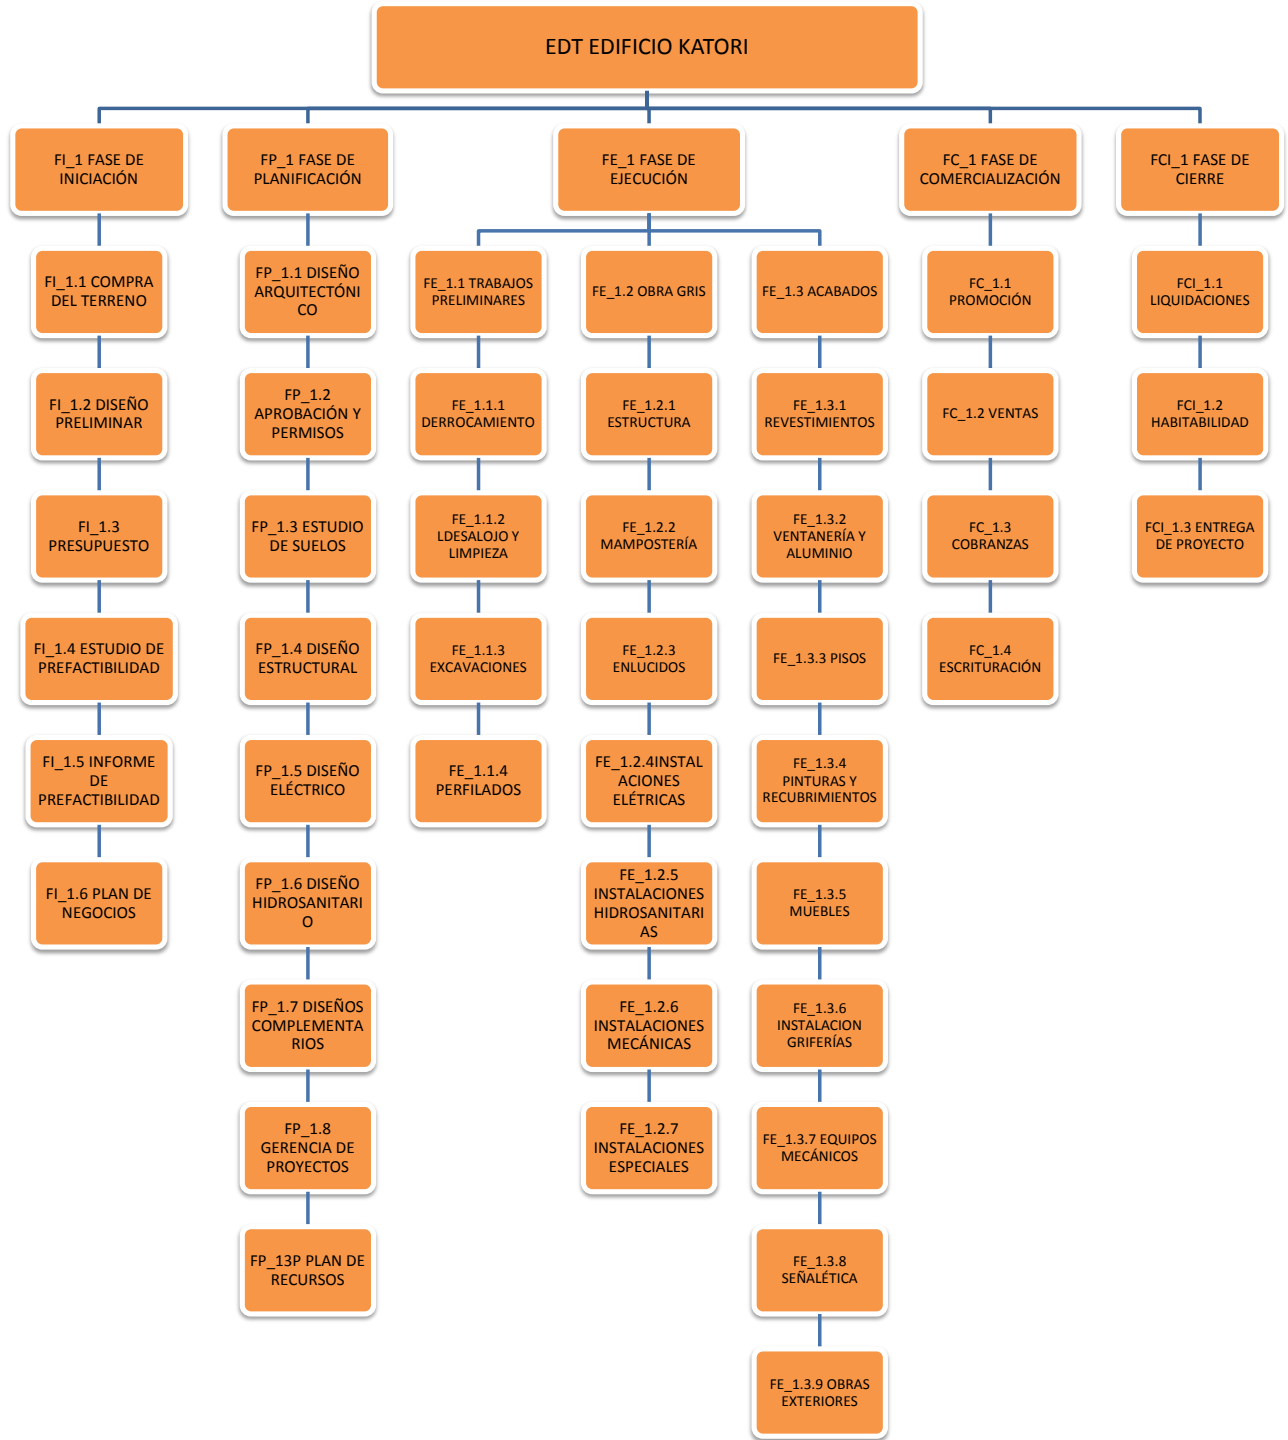 EDT EDIFICIO KATORI
FI_1 FASE DE
INICIACIÓN
FP_1 FASE DE
PLANIFICACIÓN
FE_1 FASE DE
EJECUCIÓN
FC_1 FASE DE
COMERCIALIZACIÓN
FCI_1 FASE DE
CIERRE
FI_1.1 COMPRA
DEL TERRENO
FI_1.2 DISEÑO
PRELIMINAR
FI_1.3
PRESUPUESTO
FI_1.4 ESTUDIO DE
PREFACTIBILIDAD
FI_1.5 INFORME
DE
PREFACTIBILIDAD
FI_1.6 PLAN DE
NEGOCIOS
FP_1.1 DISEÑO
ARQUITECTÓNI
CO
FP_1.2
APROBACIÓN Y
PERMISOS
FP_1.3 ESTUDIO
DE SUELOS
FP_1.4 DISEÑO
ESTRUCTURAL
FP_1.5 DISEÑO
ELÉCTRICO
FP_1.6 DISEÑO
HIDROSANITARI
O
FP_1.7 DISEÑOS
COMPLEMENTA
RIOS
FP_1.8
GERENCIA DE
PROYECTOS
FP_13P PLAN DE
RECURSOS
FE_1.1 TRABAJOS
PRELIMINARES
FE_1.1.1
DERROCAMIENTO
FE_1.1.2
LDESALOJO Y
LIMPIEZA
FE_1.1.3
EXCAVACIONES
FE_1.1.4
PERFILADOS
FE_1.2 OBRA GRIS
FE_1.2.1
ESTRUCTURA
FE_1.2.2
MAMPOSTERÍA
FE_1.2.3
ENLUCIDOS
FE_1.2.4INSTAL
ACIONES
ELÉTRICAS
FE_1.2.5
INSTALACIONES
HIDROSANITARI
AS
FE_1.2.6
INSTALACIONES
MECÁNICAS
FE_1.2.7
INSTALACIONES
ESPECIALES
FE_1.3 ACABADOS
FE_1.3.1
REVESTIMIENTOS
FE_1.3.2
VENTANERÍA Y
ALUMINIO
FE_1.3.3 PISOS
FE_1.3.4
PINTURAS Y
RECUBRIMIENTOS
FE_1.3.5
MUEBLES
FE_1.3.6
INSTALACION
GRIFERÍAS
FE_1.3.7 EQUIPOS
MECÁNICOS
FE_1.3.8
SEÑALÉTICA
FE_1.3.9 OBRAS
EXTERIORES
FC_1.1
PROMOCIÓN
FC_1.2 VENTAS
FC_1.3
COBRANZAS
FC_1.4
ESCRITURACIÓN
FCI_1.1
LIQUIDACIONES
FCI_1.2
HABITABILIDAD
FCI_1.3 ENTREGA
DE PROYECTO